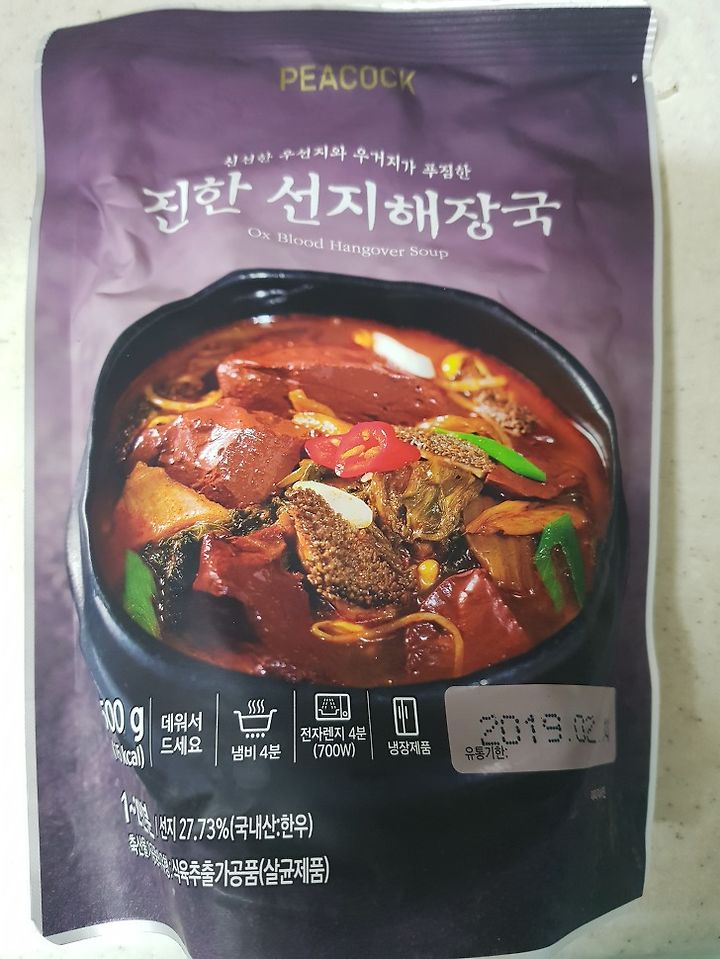 PEACOCK
신선한 우선지와 우거지가 푸짐한
진한 선지해장국
Ox Blood Hangover Soup
500 g
kcal)
데워서
드세요
냄비 4분
전자렌지 4분
(700W)
냉장제품
2019.02.
유통기한:
선지 27.73%(국내산:한우)
식육추출가공품(살균제품)